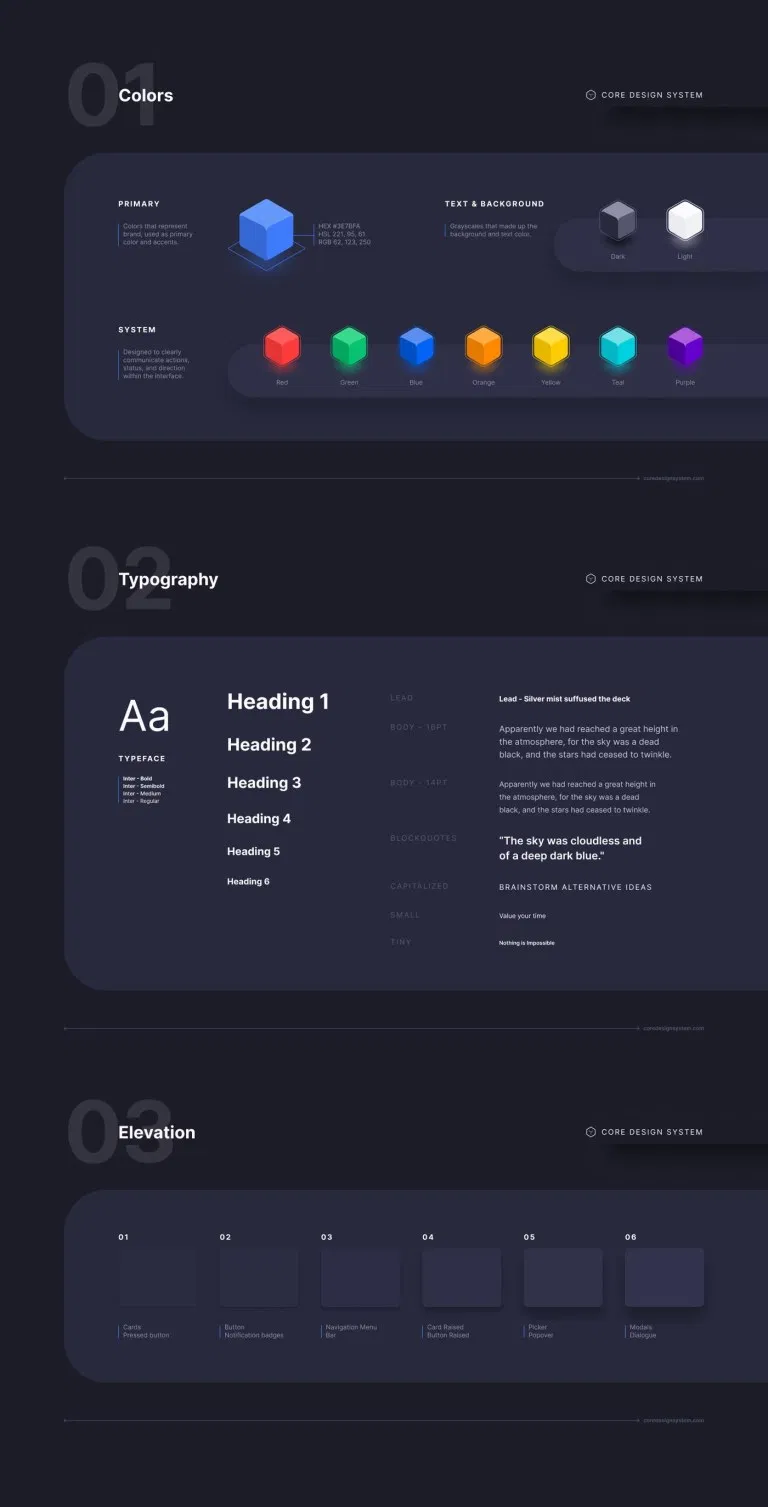 01
Colors
CORE DESIGN SYSTEM
PRIMARY
Colors that represent
brand, used as primary
color and accents.
HEX #3E7BFA
HSL 221, 95, 61
RGB 62, 123, 250
TEXT & BACKGROUND
Grayscales that made up the
background and text color.
Dark
Light
SYSTEM
Designed to clearly
communicate actions,
status, and direction
within the interface.
Red
Green
Blue
Orange
Yellow
Teal
Purple
coredesignsystem.com
02
Typography
CORE DESIGN SYSTEM
Aa
TYPEFACE
Inter - Bold
Inter - Semibold
Inter - Medium
Inter - Regular
Heading 1
Heading 2
Heading 3
Heading 4
Heading 5
Heading 6
LEAD
Lead - Silver mist suffused the deck
BODY - 16PT
Apparently we had reached a great height in
the atmosphere, for the sky was a dead
black, and the stars had ceased to twinkle.
BODY - 14PT
Apparently we had reached a great height in
the atmosphere, for the sky was a dead
black, and the stars had ceased to twinkle.
BLOCKQUOTES
"The sky was cloudless and
of a deep dark blue."
CAPITALIZED
BRAINSTORM ALTERNATIVE IDEAS
SMALL
Value your time
TINY
Nothing is Impossible
coredesignsystem.com
03
Elevation
CORE DESIGN SYSTEM
01
Cards
Pressed button
02
Button
Notification badges
03
Navigation Menu
Bar
04
Card Raised
Button Raised
05
Picker
Popover
06
Modals
Dialogue
coredesignsystem.com